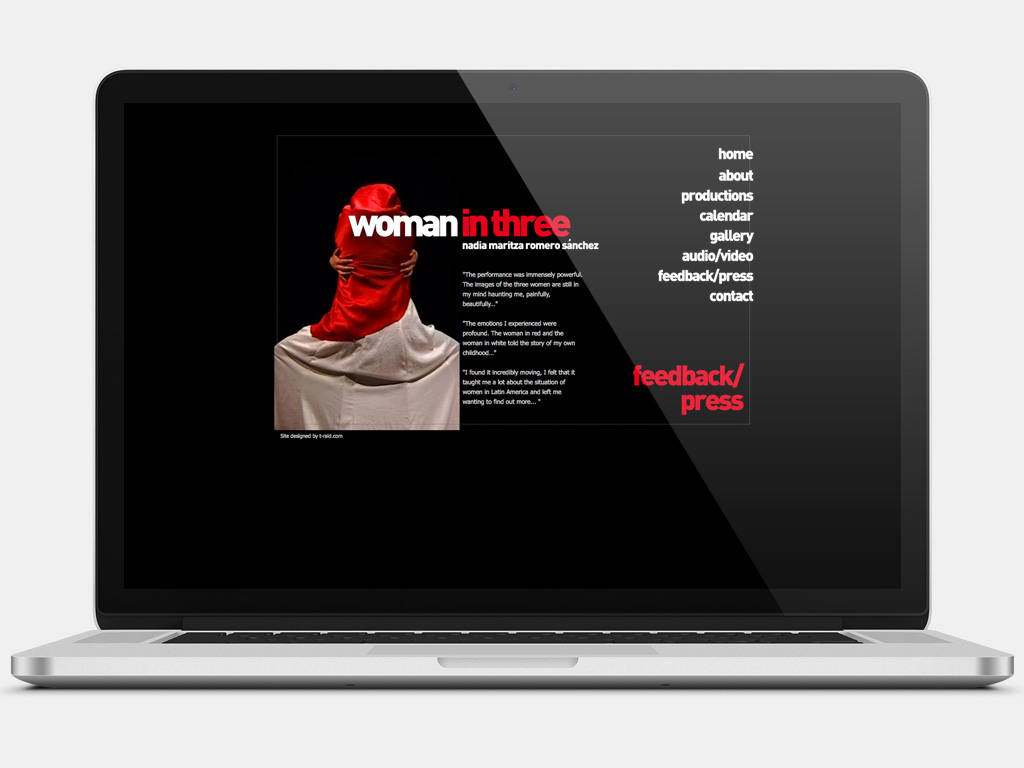 woman in three
nadia maritza romero sánchez
"The performance was immensely powerful.
The images of the three women are still in
my mind haunting me, painfully,
beautifully..."
"The emotions I experienced were
profound. The woman in red and the
woman in white told the story of my own
childhood..."
"I found it incredibly moving, I felt that it
taught me a lot about the situation of
women in Latin America and left me
wanting to find out more... "
Site designed by t-raid.com
home
about
productions
calendar
gallery
audio/video
feedback/press
contact
feedback/
press